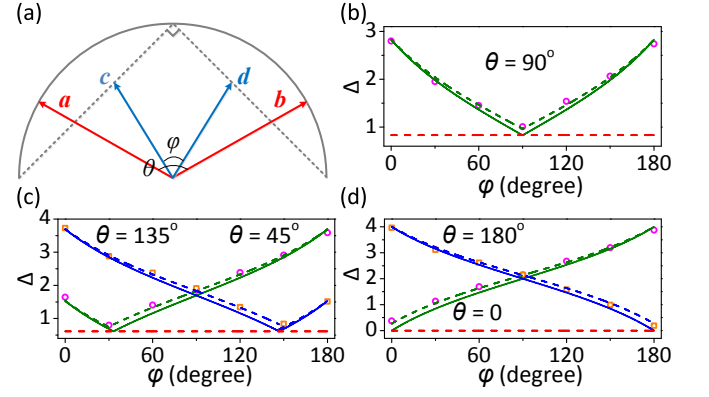 (a)
a
c
d
b
φ
θ
(b)
3
2
1
Δ
θ = 90°
0 60 120 180
φ (degree)
(c)
4
3
2
1
Δ
θ = 135° θ = 45°
0 60 120 180
φ (degree)
(d)
4
3
2
1
0
Δ
θ = 180°
θ = 0
0 60 120 180
φ (degree)